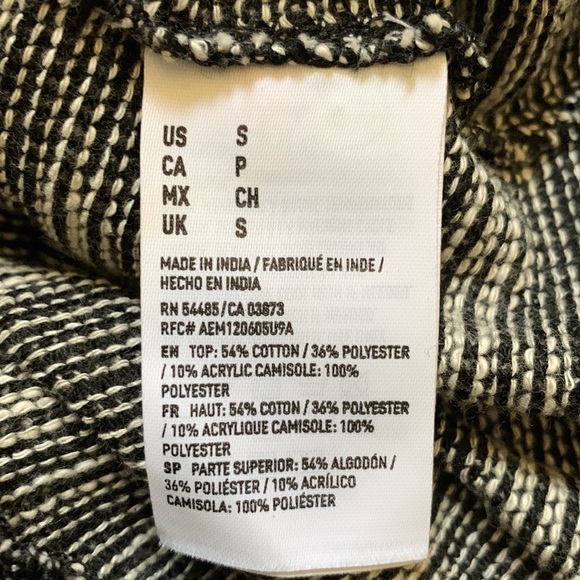 US S
CA P
MX CH
UK S
MADE IN INDIA / FABRIQUÉ EN INDE /
HECHO EN INDIA
RN 54485/CA 03673
RFC# AEM120605U9A
EN TOP: 54% COTTON / 36% POLYESTER
/ 10% ACRYLIC CAMISOLE: 100%
POLYESTER
FR HAUT: 54% COTON / 36% POLYESTER
/ 10% ACRYLIQUE CAMISOLE: 100%
POLYESTER
SP PARTE SUPERIOR: 54% ALGODÓN /
36% POLIÉSTER / 10% ACRÍLICO
CAMISOLA: 100% POLIÉSTER